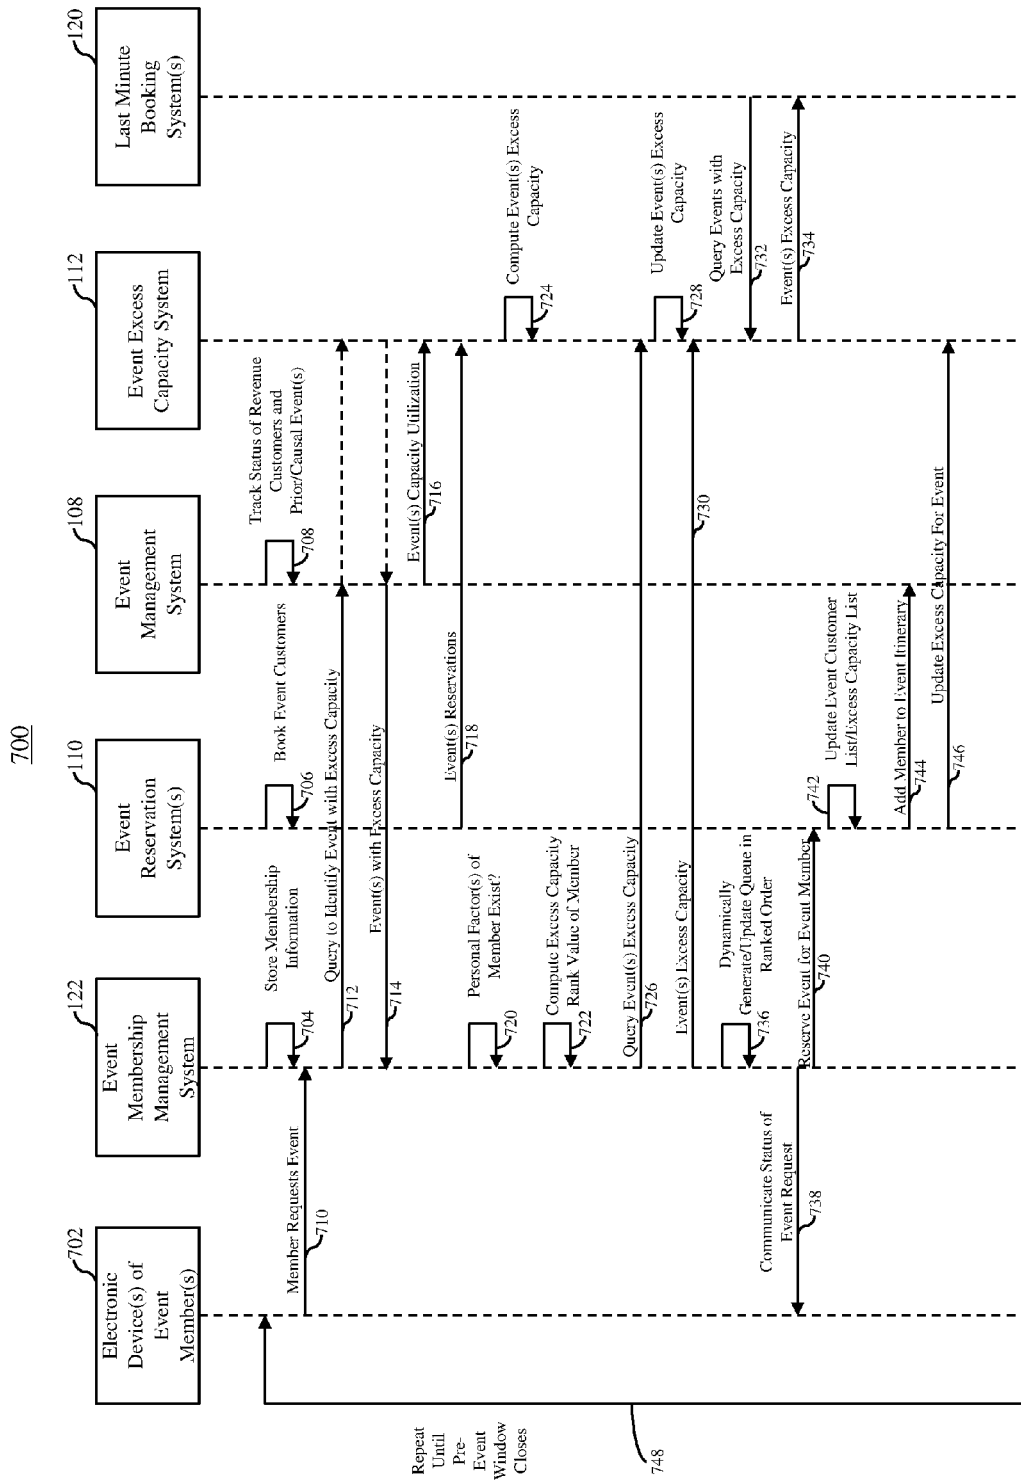 700
Electronic
Device(s) of
Event
Member(s)
702
Event
Membership
Management
System
122
Event
Reservation
System(s)
110
Event
Management
System
108
Event Excess
Capacity System
112
Last Minute
Booking
System(s)
120
Store Membership
Information
704
Book Event Customers
706
Track Status of Revenue
Customers and
Prior/Causal Event(s)
708
Member Requests Event
710
Query to Identify Event with Excess Capacity
712
Event(s) with Excess Capacity
714
Event(s) Capacity Utilization
716
Event(s) Reservations
718
Personal Factor(s) of
Member Exist?
720
Compute Excess Capacity
Rank Value of Member
722
Compute Event(s) Excess
Capacity
724
Query Event(s) Excess Capacity
726
Update Event(s) Excess
Capacity
728
Event(s) Excess Capacity
730
Query Events with
Excess Capacity
732
Event(s) Excess Capacity
734
Dynamically
Generate/Update Queue in
Ranked Order
736
Communicate Status of
Event Request
738
Reserve Event for Event Member
740
Update Event Customer
List/Excess Capacity List
742
Add Member to Event Itinerary
744
Update Excess Capacity For Event
746
Repeat
Until
Pre-
Event
Window
Closes
748